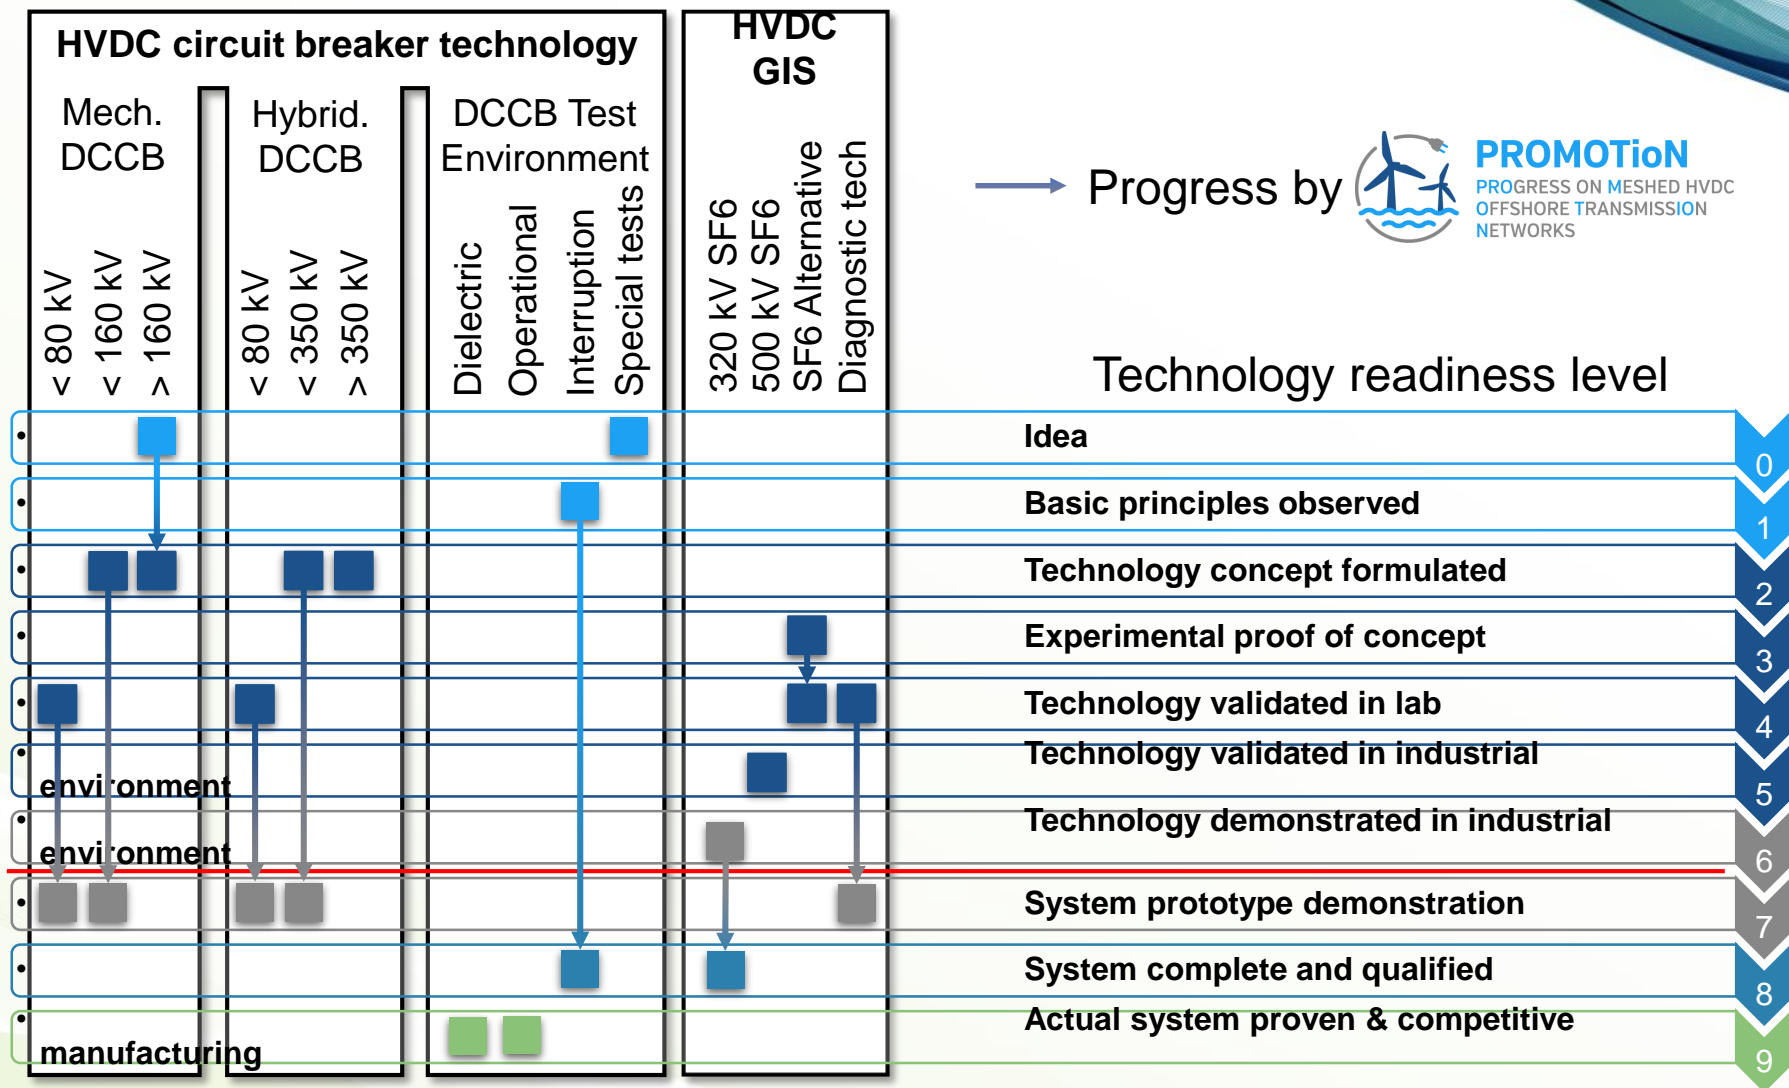 HVDC circuit breaker technology
HVDC
GIS
Mech.
DCCB
Hybrid.
DCCB
DCCB Test
Environment
< 80 kV
< 160 kV
> 160 kV
< 80 kV
< 350 kV
> 350 kV
Dielectric
Operational
Interruption
Special tests
320 kV SF6
500 kV SF6
SF6 Alternative
Diagnostic tech
Progress by
PROMOTioN
PROGRESS ON MESHED HVDC
OFFSHORE TRANSMISSION
NETWORKS
Technology readiness level
• Idea
0
• Basic principles observed
1
• Technology concept formulated
2
• Experimental proof of concept
3
• Technology validated in lab
4
• Technology validated in industrial
environment
5
• Technology demonstrated in industrial
environment
6
• System prototype demonstration
7
• System complete and qualified
8
• Actual system proven & competitive
manufacturing
9